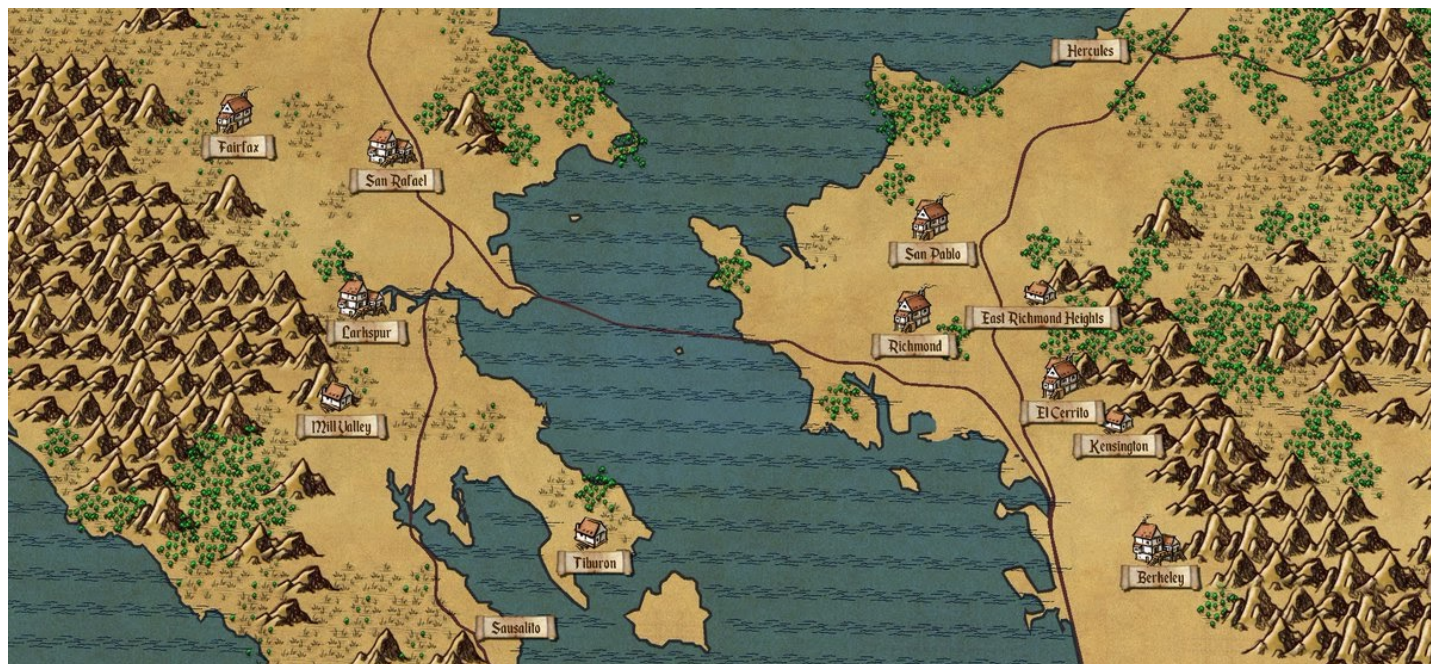 Hercules
Fairfax
San Rafael
San Pablo
East Richmond Heights
Larkspur
Richmond
El Cerrito
Mill Valley
Kensington
Tiburon
Berkeley
Sausalito